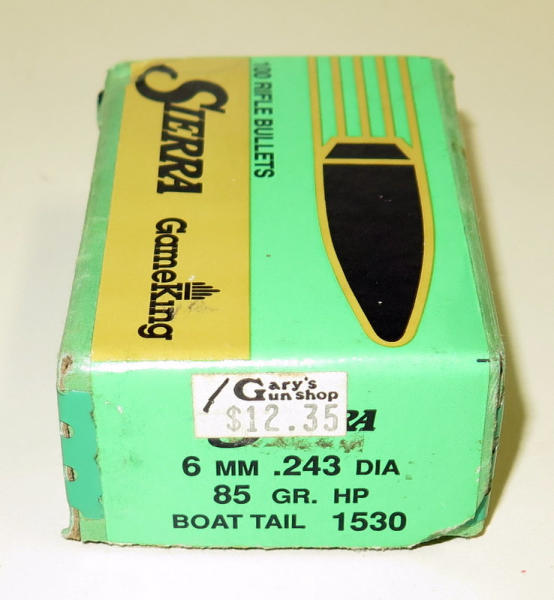 100 RIFLE BULLETS
SIERRA
GameKing
Gary's
Gun shop
$12.35
6 MM .243 DIA
85 GR. HP
BOAT TAIL 1530